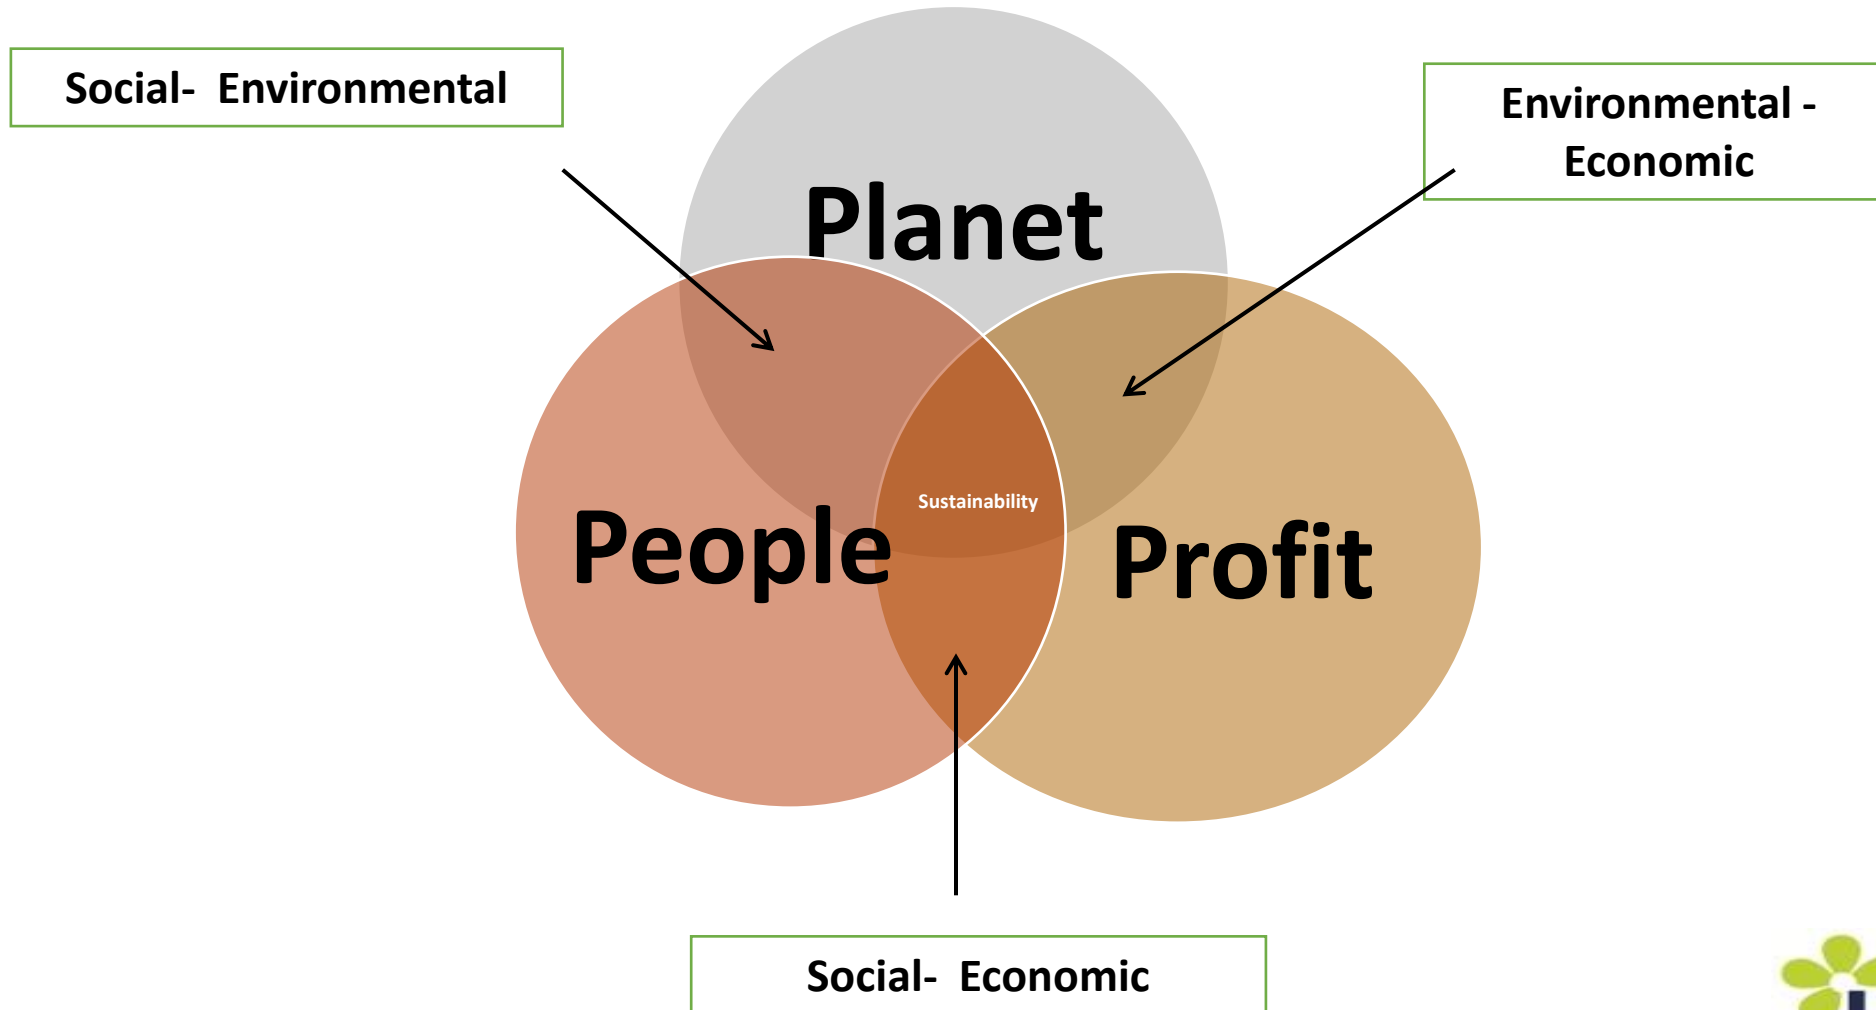 Social-  Environmental
Environmental -
Economic
Planet
Sustainability
People
Profit
Social-  Economic